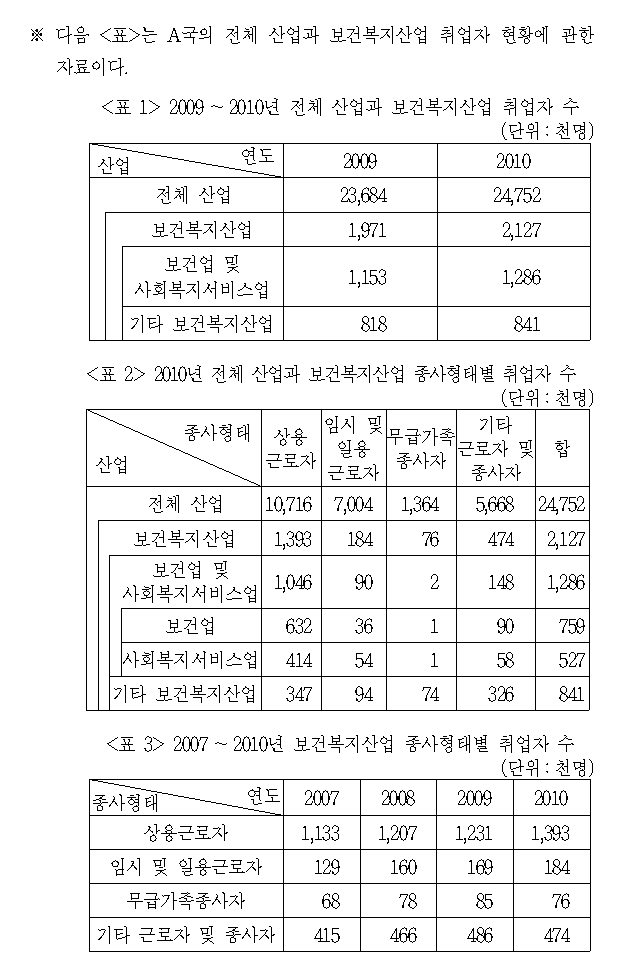 ※ 다음 <표>는 A국의 전체 산업과 보건복지산업 취업자 현황에 관한
자료이다.
<표 1> 2009 ~ 2010년 전체 산업과 보건복지산업 취업자 수
(단위 : 천명)
산업 연도 2009 2010
전체 산업 23,684 24,752
보건복지산업 1,971 2,127
보건업 및
사회복지서비스업 1,153 1,286
기타 보건복지산업 818 841
<표 2> 2010년 전체 산업과 보건복지산업 종사형태별 취업자 수
(단위 : 천명)
산업 종사형태 상용근로자 임시 및 일용근로자 무급가족종사자 기타 근로자 및 종사자 합
전체 산업 10,716 7,004 1,364 5,668 24,752
보건복지산업 1,393 184 76 474 2,127
보건업 및
사회복지서비스업 1,046 90 2 148 1,286
보건업 632 36 1 90 759
사회복지서비스업 414 54 1 58 527
기타 보건복지산업 347 94 74 326 841
<표 3> 2007 ~ 2010년 보건복지산업 종사형태별 취업자 수
(단위 : 천명)
종사형태 연도 2007 2008 2009 2010
상용근로자 1,133 1,207 1,231 1,393
임시 및 일용근로자 129 160 169 184
무급가족종사자 68 78 85 76
기타 근로자 및 종사자 415 466 486 474